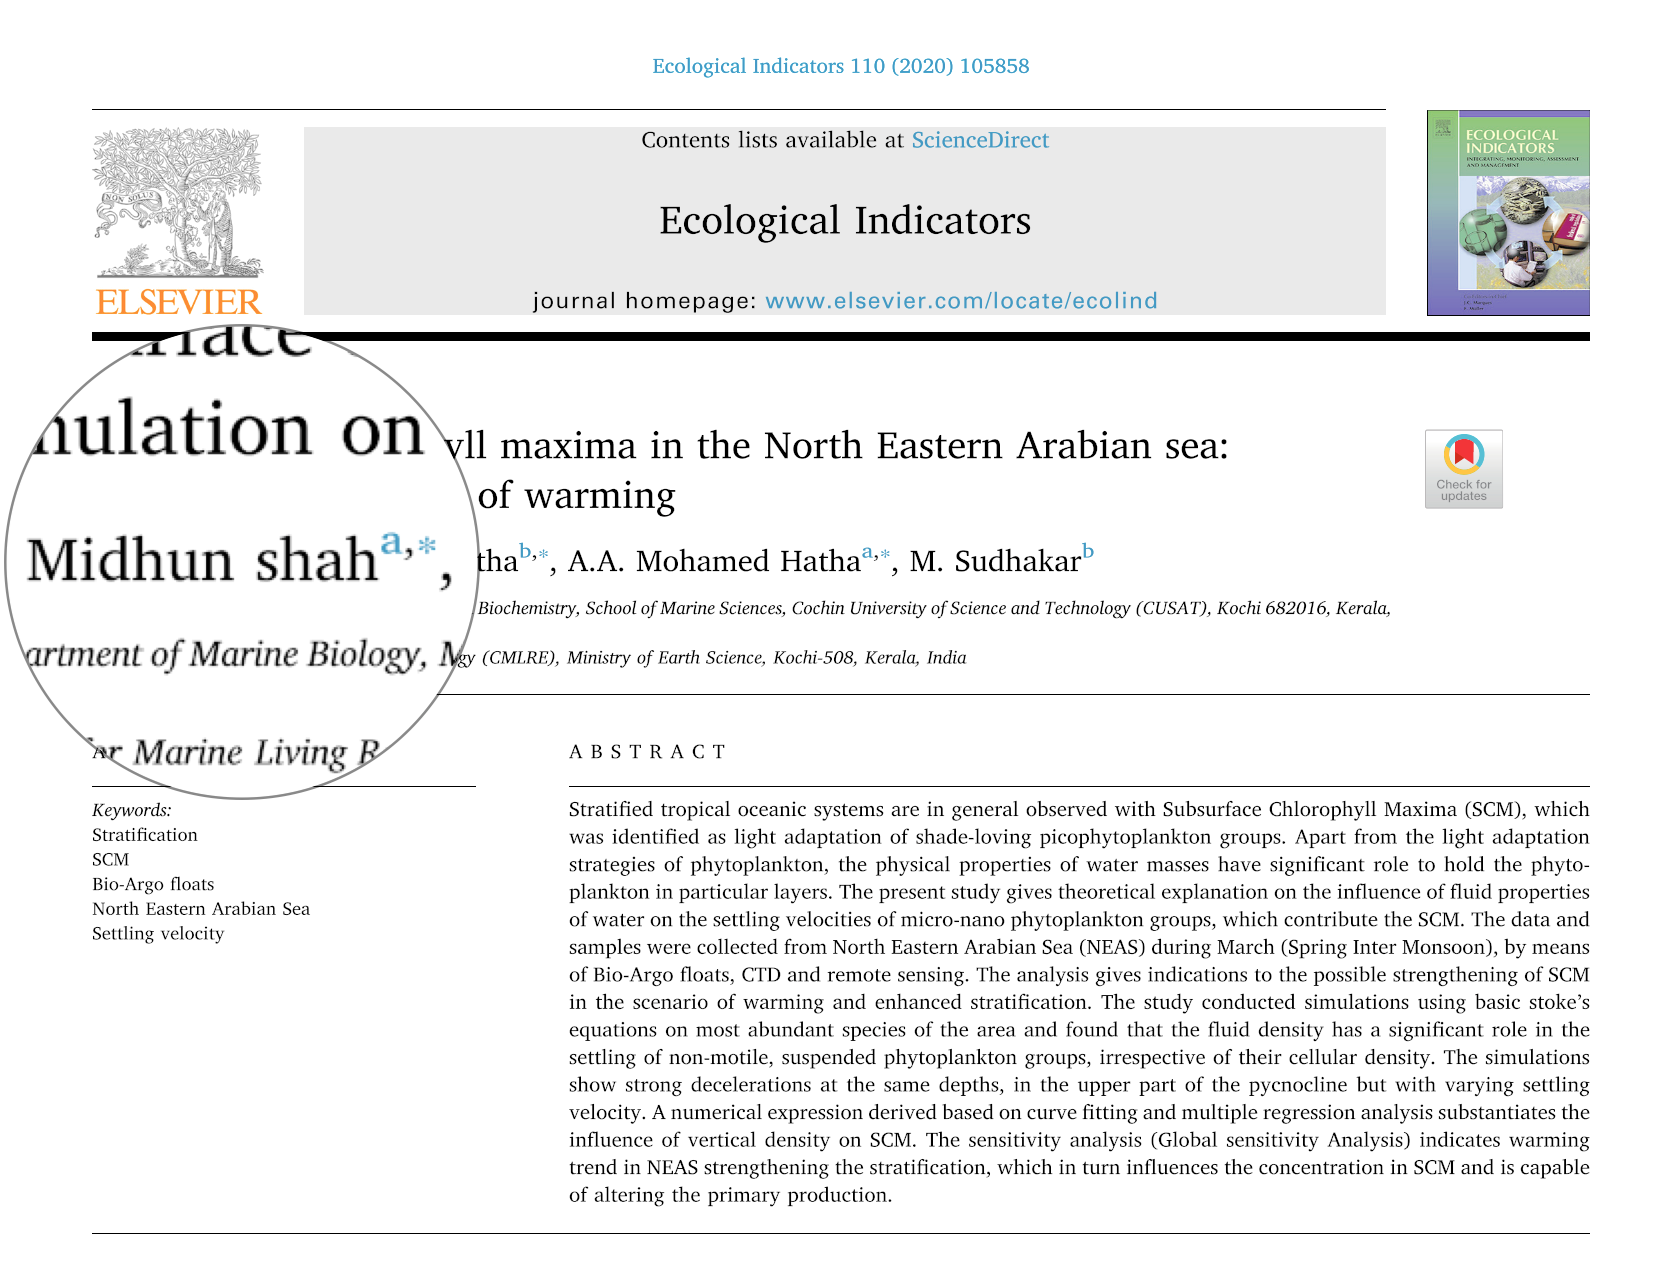 Ecological Indicators 110 (2020) 105858
Contents lists available at ScienceDirect
Ecological Indicators
journal homepage: www.elsevier.com/locate/ecolind
NON SOLUS
ELSEVIER
ECOLOGICAL
INDICATORS
INTEGRATING, MONITORING, ASSESSMENT
AND MANAGEMENT
rface
nulation on
yll maxima in the North Eastern Arabian sea:
of warming
Check for
updates
Midhun shah a,*,
tha b,*, A.A. Mohamed Hatha a,*, M. Sudhakar b
artment of Marine Biology, M
Biochemistry, School of Marine Sciences, Cochin University of Science and Technology (CUSAT), Kochi 682016, Kerala,
gy (CMLRE), Ministry of Earth Science, Kochi-508, Kerala, India
or Marine Living R
Keywords:
Stratification
SCM
Bio-Argo floats
North Eastern Arabian Sea
Settling velocity
ABSTRACT
Stratified tropical oceanic systems are in general observed with Subsurface Chlorophyll Maxima (SCM), which
was identified as light adaptation of shade-loving picophytoplankton groups. Apart from the light adaptation
strategies of phytoplankton, the physical properties of water masses have significant role to hold the phyto-
plankton in particular layers. The present study gives theoretical explanation on the influence of fluid properties
of water on the settling velocities of micro-nano phytoplankton groups, which contribute the SCM. The data and
samples were collected from North Eastern Arabian Sea (NEAS) during March (Spring Inter Monsoon), by means
of Bio-Argo floats, CTD and remote sensing. The analysis gives indications to the possible strengthening of SCM
in the scenario of warming and enhanced stratification. The study conducted simulations using basic stoke's
equations on most abundant species of the area and found that the fluid density has a significant role in the
settling of non-motile, suspended phytoplankton groups, irrespective of their cellular density. The simulations
show strong decelerations at the same depths, in the upper part of the pycnocline but with varying settling
velocity. A numerical expression derived based on curve fitting and multiple regression analysis substantiates the
influence of vertical density on SCM. The sensitivity analysis (Global sensitivity Analysis) indicates warming
trend in NEAS strengthening the stratification, which in turn influences the concentration in SCM and is capable
of altering the primary production.